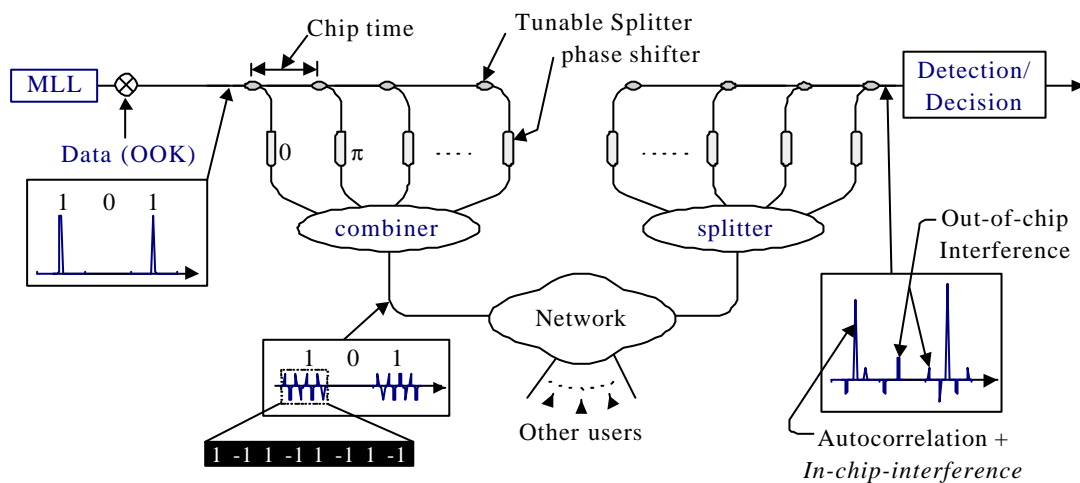 Chip time
Tunable Splitter
phase shifter
MLL
Detection/
Decision
Data (OOK)
0
π
.....
.....
1 0 1
combiner
splitter
Out-of-chip
Interference
Network
1 0 1
Other users
1 -1 1 -1 1 -1 1 -1
Autocorrelation +
In-chip-interference